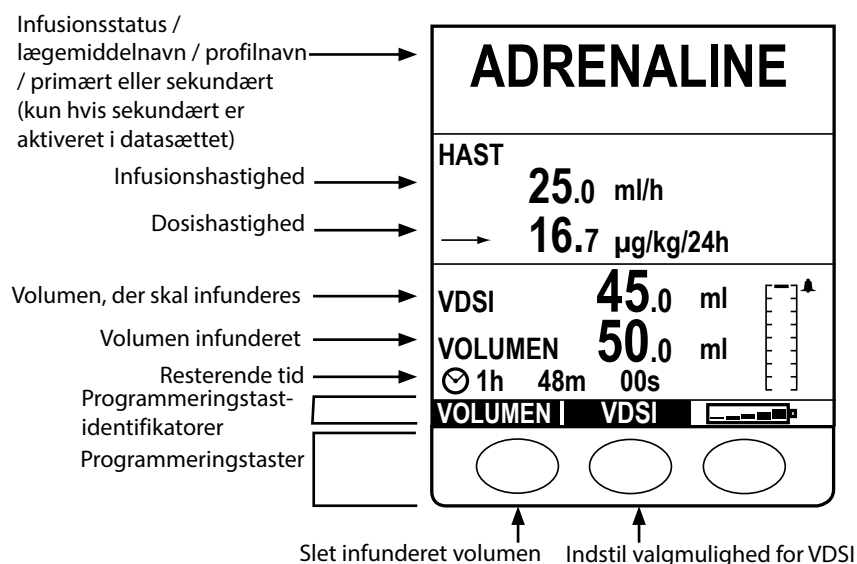 Infusionsstatus /
lægemiddelnavn / profilnavn
/ primært eller sekundært
(kun hvis sekundært er
aktiveret i datasættet)
Infusionshastighed
Dosishastighed
Volumen, der skal infunderes
Volumen infunderet
Resterende tid
Programmeringstast-
identifikatorer
Programmeringstaster
ADRENALINE
HAST
25.0 ml/h
16.7 µg/kg/24h
VDSI 45.0 ml
VOLUMEN 50.0 ml
1h 48m 00s
VOLUMEN VDSI
Slet infunderet volumen
Indstil valgmulighed for VDSI